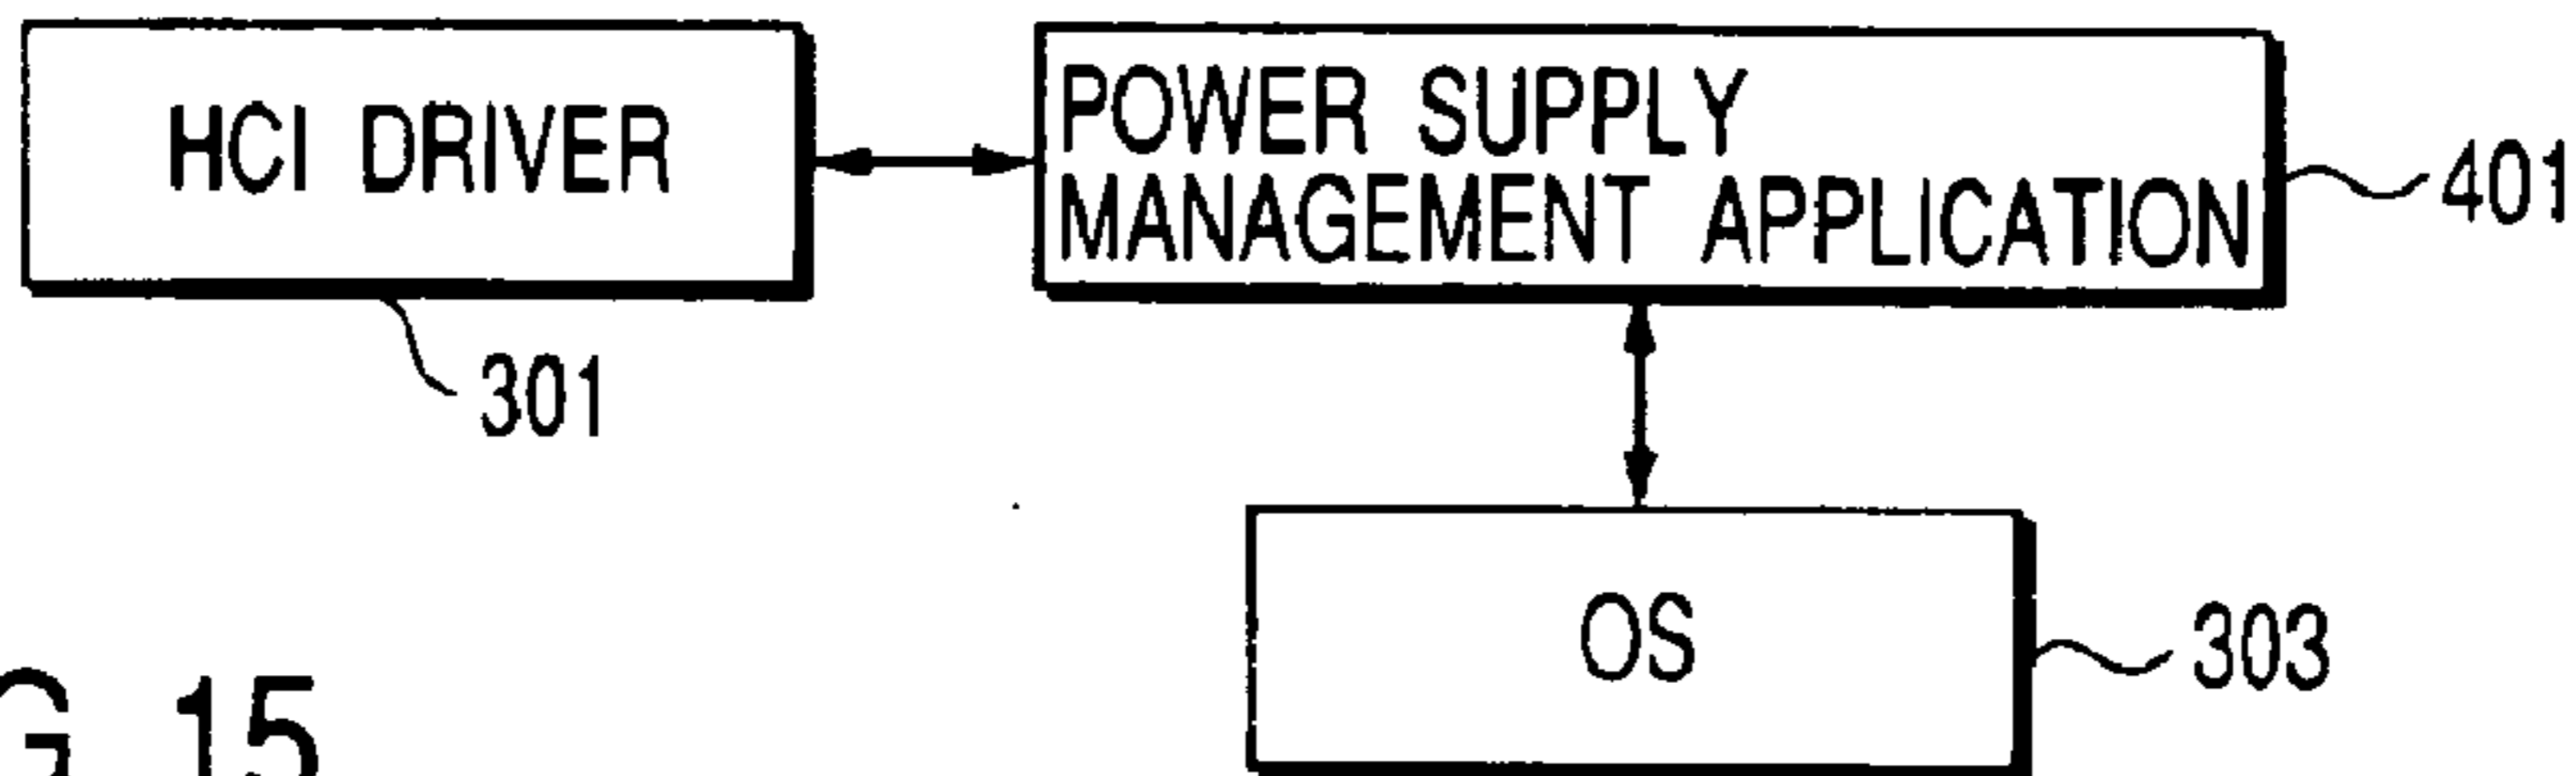 HCI DRIVER
POWER SUPPLY
MANAGEMENT APPLICATION
401
301
OS
303
G 15